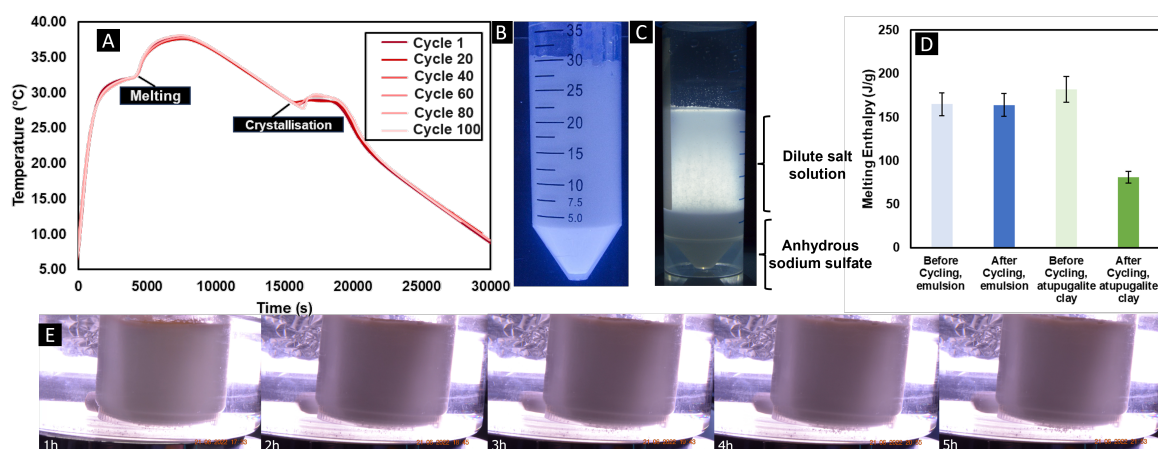 A
40.00
35.00
30.00
25.00
20.00
15.00
10.00
5.00
Temperature (°C)
0
5000
10000
15000
20000
25000
30000
Time (s)
Melting
Crystallisation
Cycle 1
Cycle 20
Cycle 40
Cycle 60
Cycle 80
Cycle 100
B
35
30
25
20
15
10
7.5
5.0
C
Dilute salt
solution
Anhydrous
sodium sulfate
D
250
200
150
100
50
0
Melting Enthalpy (J/g)
Before
Cycling,
emulsion
After
Cycling,
emulsion
Before
Cycling,
atupugalite
clay
After
Cycling,
atupugalite
clay
E
1h
2h
3h
4h
5h